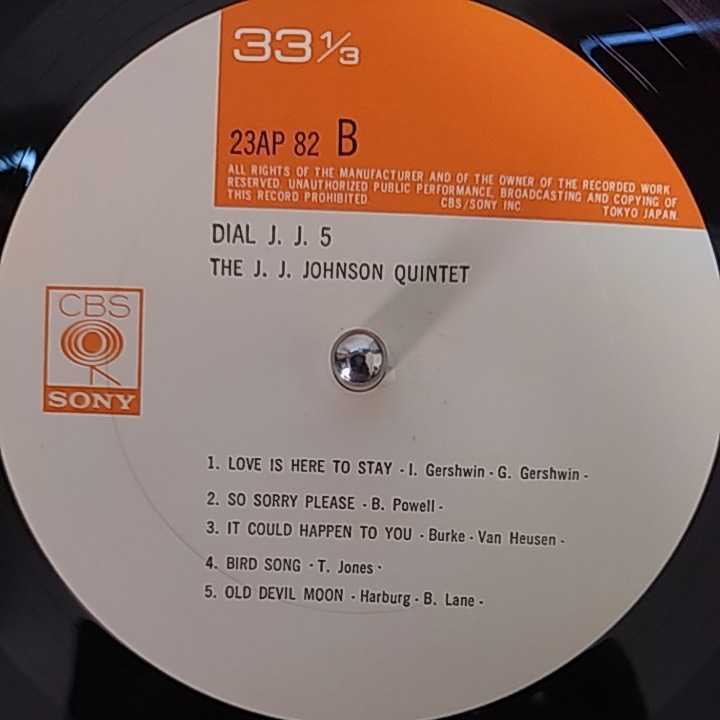 33⅓
23AP 82 B
ALL RIGHTS OF THE MANUFACTURER AND OF THE OWNER OF THE RECORDED WORK
RESERVED. UNAUTHORIZED PUBLIC PERFORMANCE, BROADCASTING AND COPYING OF
THIS RECORD PROHIBITED. CBS/SONY INC. TOKYO JAPAN.
DIAL J. J. 5
THE J. J. JOHNSON QUINTET
CBS
SONY
1. LOVE IS HERE TO STAY - I. Gershwin - G. Gershwin -
2. SO SORRY PLEASE - B. Powell -
3. IT COULD HAPPEN TO YOU - Burke - Van Heusen -
4. BIRD SONG - T. Jones -
5. OLD DEVIL MOON - Harburg - B. Lane -